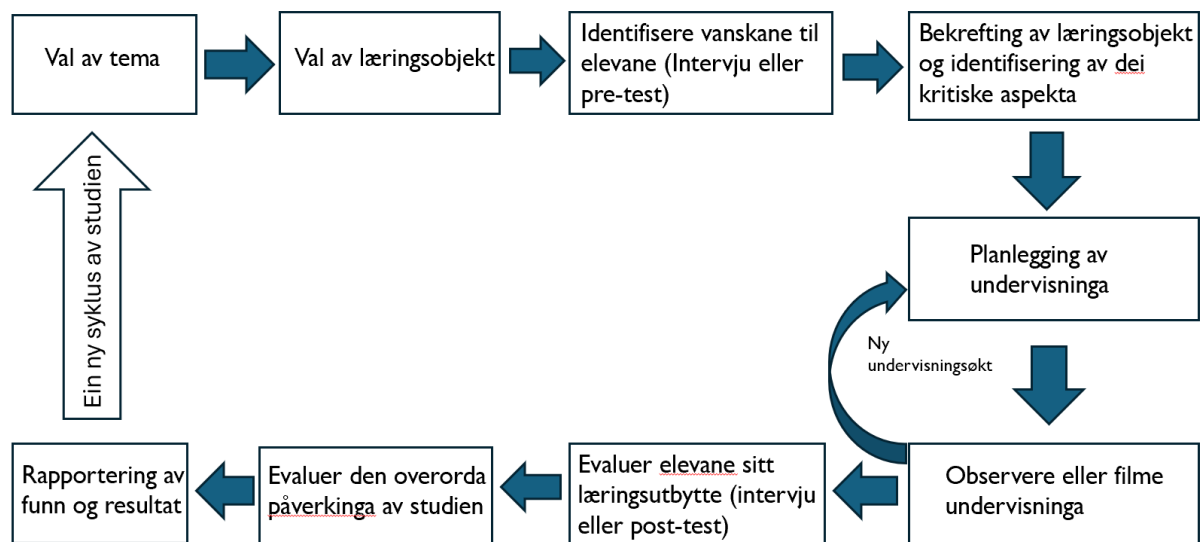 Val av tema
Val av læringsobjekt
Identifisere vanskane til
elevane (Intervju eller
pre-test)
Bekrefting av læringsobjekt
og identifisering av dei
kritiske aspekta
Planlegging av
undervisninga
Ny
undervisningsøkt
Observere eller filme
undervisninga
Evaluer elevane sitt
læringsutbytte (intervju
eller post-test)
Evaluer den overorda
påverkinga av studien
Rapportering av
funn og resultat
Ein ny syklus av studien